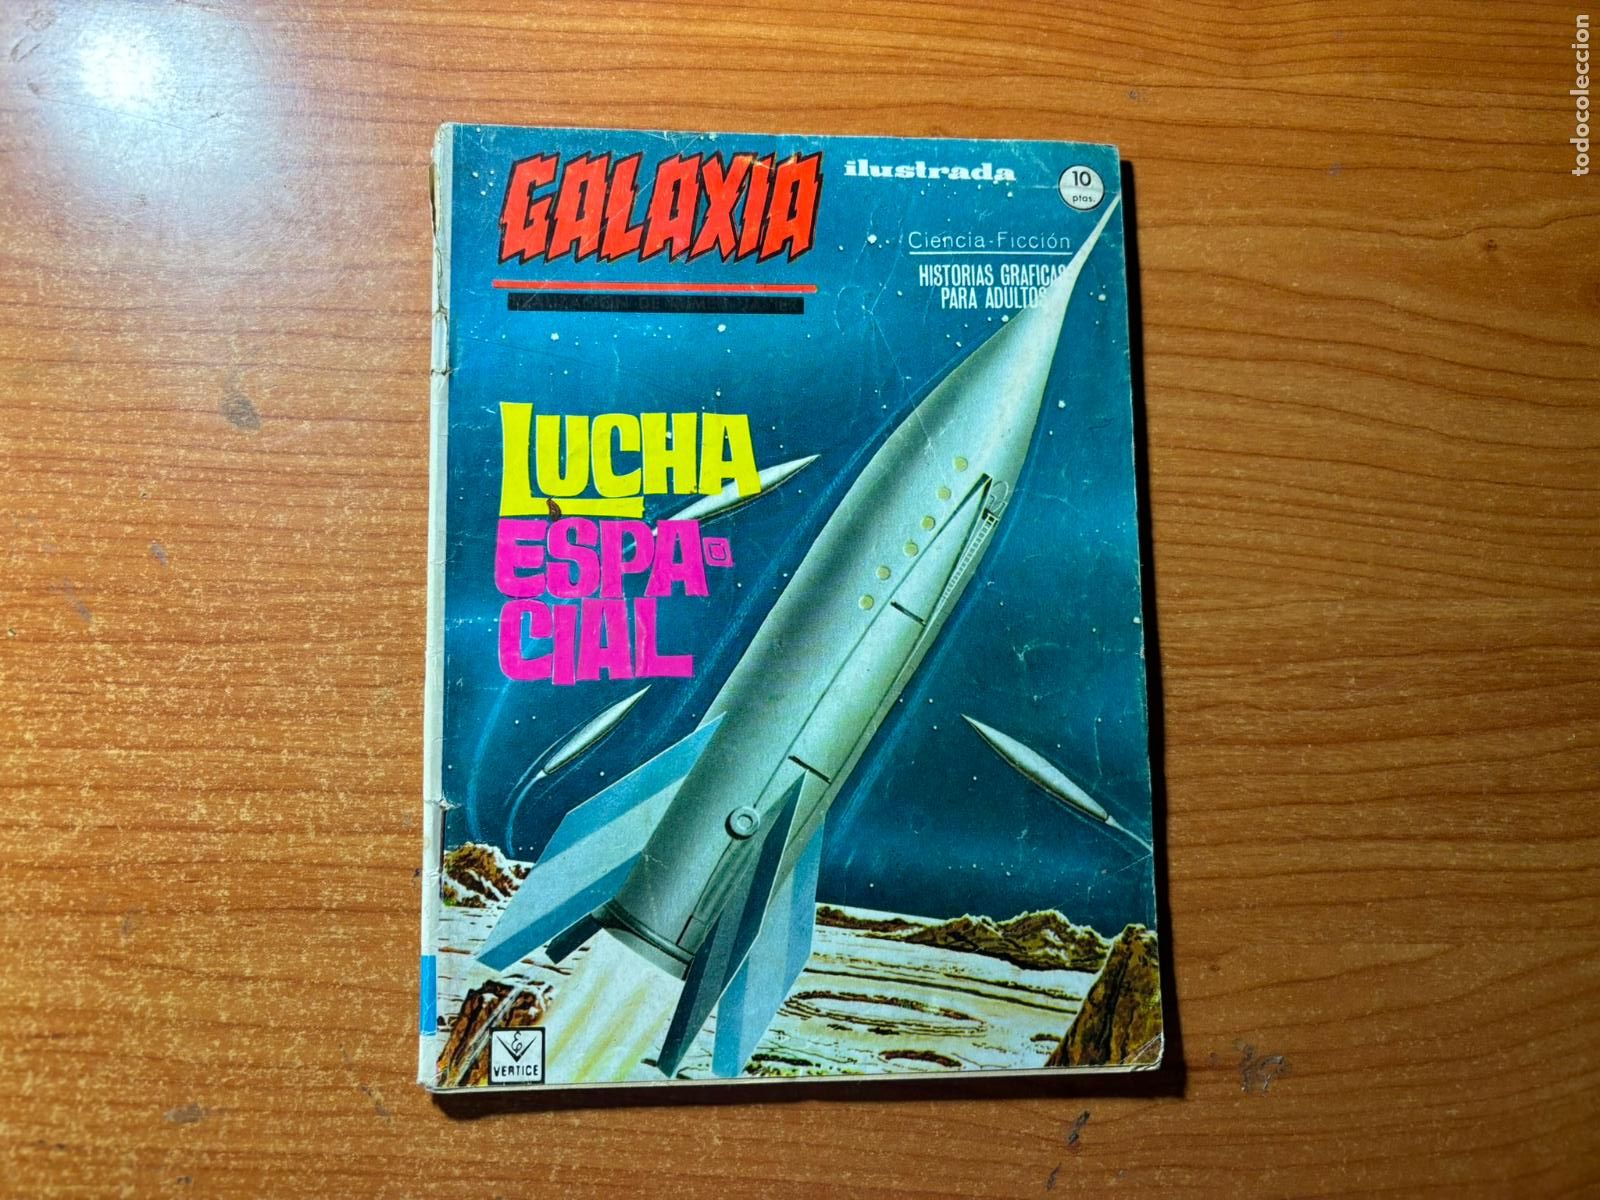 GALAXIA
ilustrada
10
ptas.
Ciencia-Ficción
HISTORIAS GRAFICAS
PARA ADULTOS
LUCHA
ESPA-
CIAL
VERTICE
todocoleccion